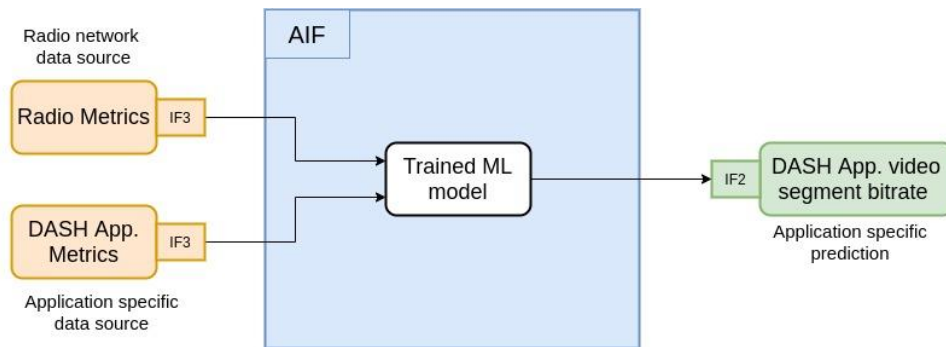 AIF
Radio network
data source
Radio Metrics
IF3
Trained ML
model
IF2
DASH App. video
segment bitrate
Application specific
prediction
DASH App.
Metrics
IF3
Application specific
data source